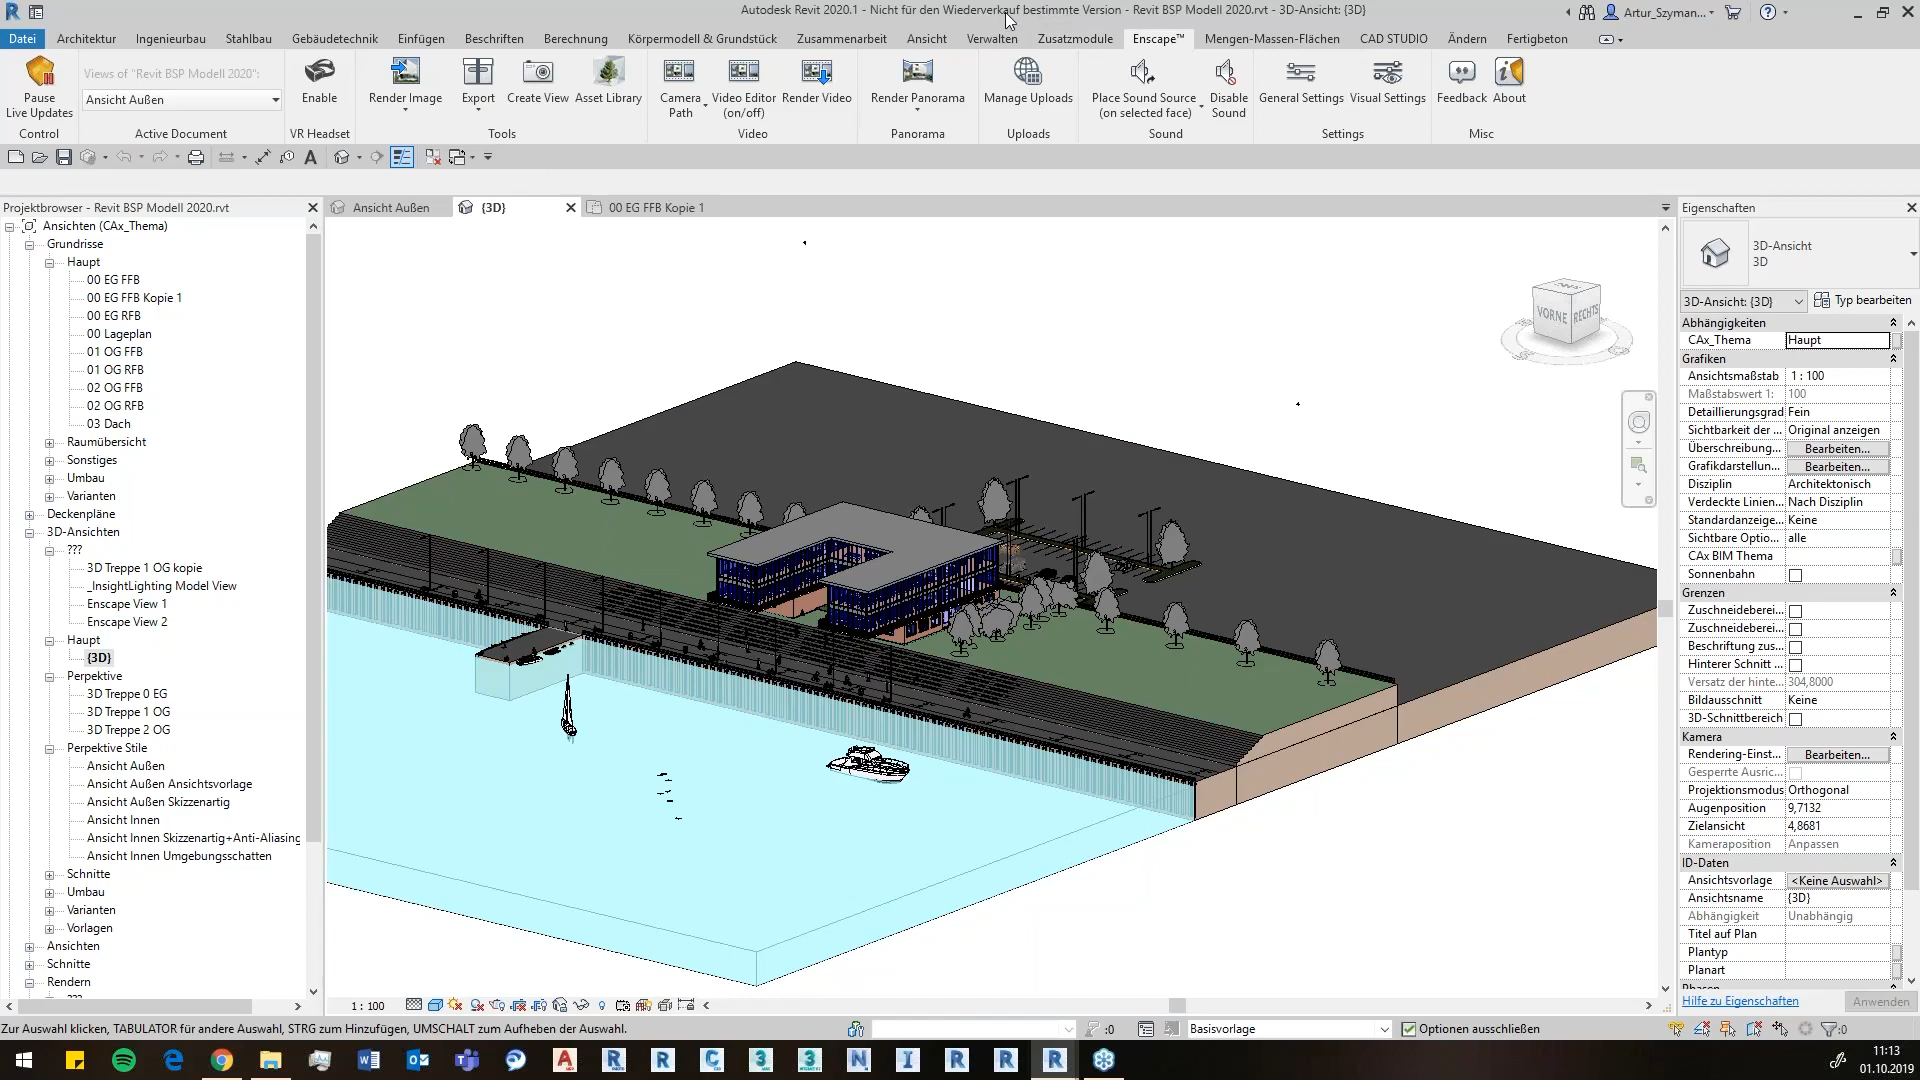 Autodesk Revit 2020.1 - Nicht für den Wiederverkauf bestimmte Version - Revit BSP Modell 2020.rvt - 3D-Ansicht: {3D}
Artur_Szyman...
Datei Architektur Ingenieurbau Stahlbau Gebäudetechnik Einfügen Beschriften Berechnung Körpermodell & Grundstück Zusammenarbeit Ansicht Verwalten Zusatzmodule Enscape™ Mengen-Massen-Flächen CAD STUDIO Ändern Fertigbeton
Views of "Revit BSP Modell 2020":
Ansicht Außen
Pause Enable Render Image Export Create View Asset Library Camera Video Editor Render Video Render Panorama Manage Uploads Place Sound Source Disable General Settings Visual Settings Feedback About
Live Updates Path (on/off) (on selected face) Sound
Control Active Document VR Headset Tools Video Panorama Uploads Sound Settings Misc
Projektbrowser - Revit BSP Modell 2020.rvt
Ansichten (CAx_Thema)
Grundrisse
Haupt
00 EG FFB
00 EG FFB Kopie 1
00 EG RFB
00 Lageplan
01 OG FFB
01 OG RFB
02 OG FFB
02 OG RFB
03 Dach
Raumübersicht
Sonstiges
Umbau
Varianten
Deckenpläne
3D-Ansichten
???
3D Treppe 1 OG kopie
_InsightLighting Model View
Enscape View 1
Enscape View 2
Haupt
{3D}
Perpektive
3D Treppe 0 EG
3D Treppe 1 OG
3D Treppe 2 OG
Perpektive Stile
Ansicht Außen
Ansicht Außen Ansichtsvorlage
Ansicht Außen Skizzenartig
Ansicht Innen
Ansicht Innen Skizzenartig+Anti-Aliasing
Ansicht Innen Umgebungsschatten
Schnitte
Umbau
Varianten
Vorlagen
Ansichten
Schnitte
Rendern
Ansicht Außen {3D} 00 EG FFB Kopie 1
VORNE RECHTS
1 : 100
Eigenschaften
3D-Ansicht
3D
3D-Ansicht: {3D} Typ bearbeiten
Abhängigkeiten
CAx_Thema Haupt
Grafiken
Ansichtsmaßstab 1 : 100
Maßstabswert 1: 100
Detaillierungsgrad Fein
Sichtbarkeit der ... Original anzeigen
Überschreibung... Bearbeiten...
Grafikdarstellun... Bearbeiten...
Disziplin Architektonisch
Verdeckte Linien... Nach Disziplin
Standardanzeige... Keine
Sichtbare Optio... alle
CAx BIM Thema
Sonnenbahn
Grenzen
Zuschneideberei...
Zuschneideberei...
Beschriftung zus...
Hinterer Schnitt ...
Versatz der hinte... 304,8000
Bildausschnitt Keine
3D-Schnittbereich
Kamera
Rendering-Einst... Bearbeiten...
Gesperrte Ausric...
Projektionsmodus Orthogonal
Augenposition 9,7132
Zielansicht 4,8681
Kameraposition Anpassen
ID-Daten
Ansichtsvorlage <Keine Auswahl>
Ansichtsname {3D}
Abhängigkeit Unabhängig
Titel auf Plan
Plantyp
Planart
Hilfe zu Eigenschaften Anwenden
Zur Auswahl klicken, TABULATOR für andere Auswahl, STRG zum Hinzufügen, UMSCHALT zum Aufheben der Auswahl.
:0 Basisvorlage Optionen ausschließen :0
11:13
01.10.2019